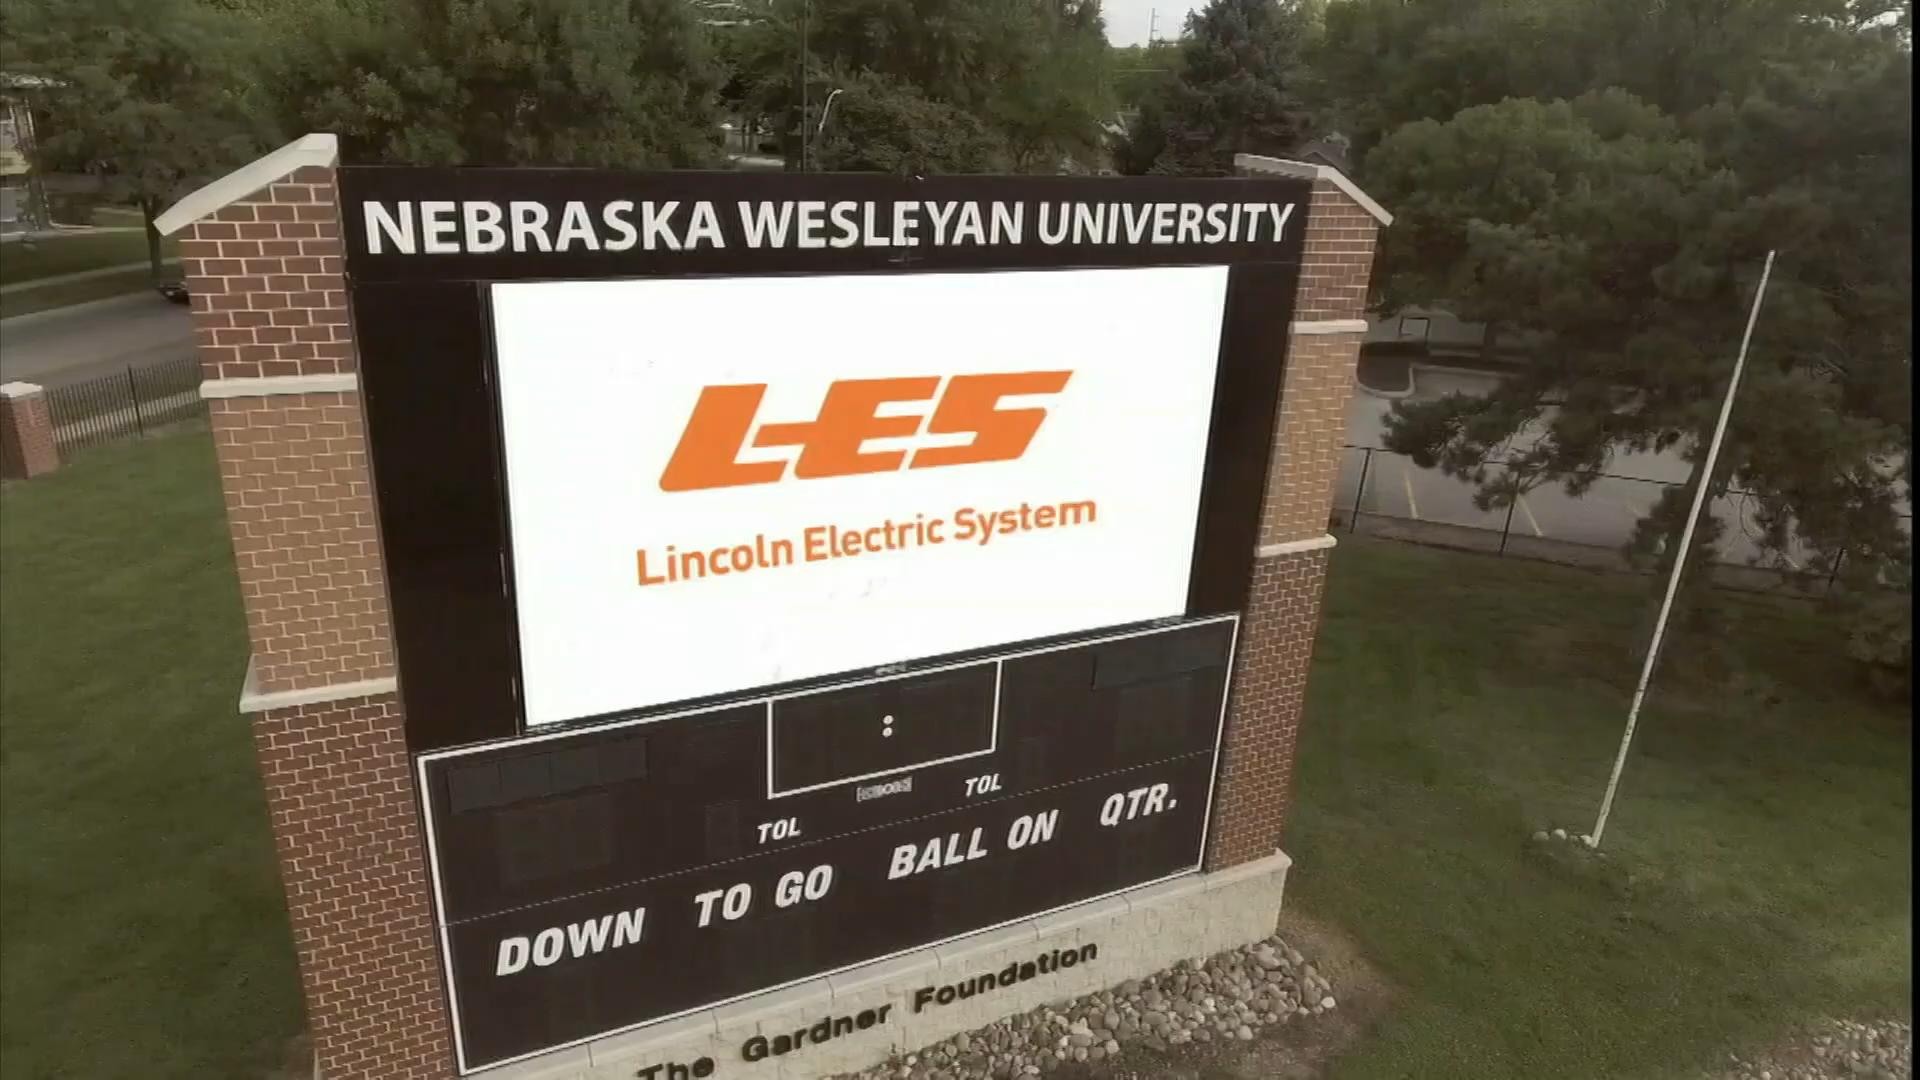 NEBRASKA WESLEYAN UNIVERSITY
LES
Lincoln Electric System
TOL
TOL
DOWN TO GO BALL ON QTR.
The Gardner Foundation